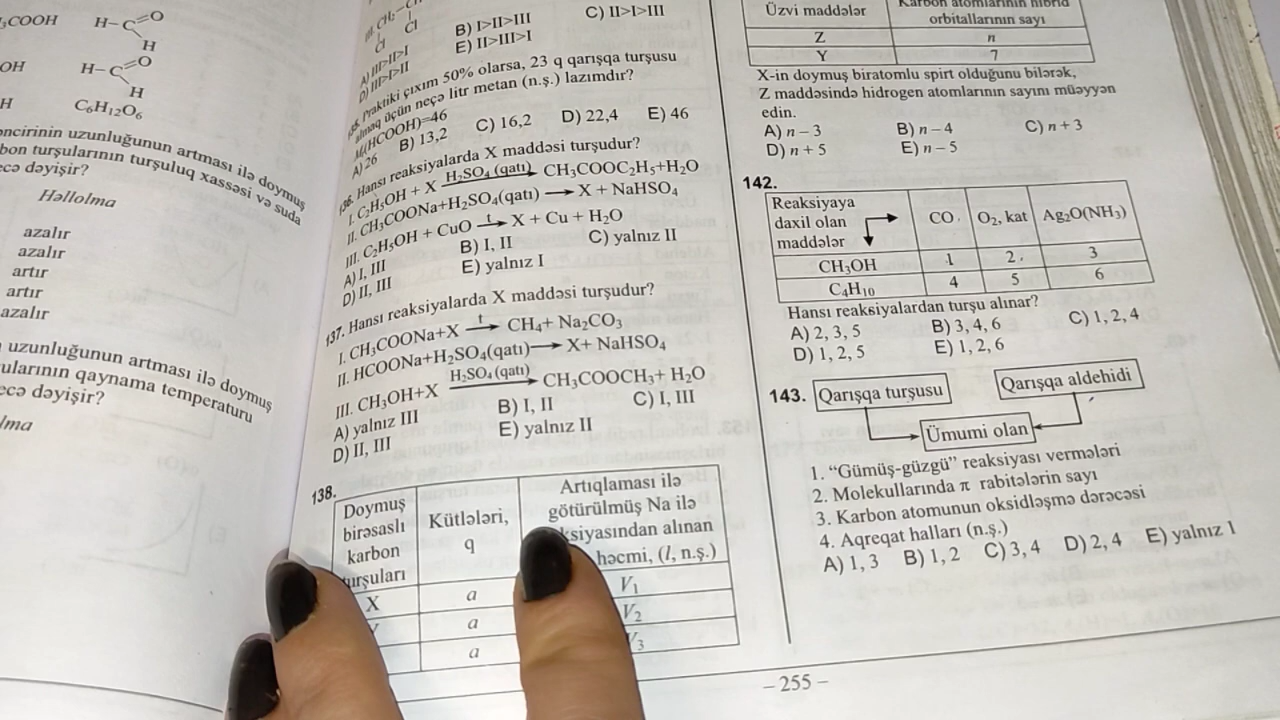 COOH H–C=O
H
OH H–C=O
H
H C₆H₁₂O₆
uzunluğunun artması ilə doymuş
turşularının turşuluq xassəsi və suda
dəyişir?
Həllolma
azalır
azalır
artır
artır
azalır
uzunluğunun artması ilə doymuş
qaynama temperaturu
dəyişir?
Cl Cl
A) III>II>I B) I>II>III C) II>I>III
D) III>I>II E) II>III>I
Praktiki çıxım 50% olarsa, 23 q qarışqa turşusu
almaq üçün neçə litr metan (n.ş.) lazımdır?
M(HCOOH)=46
A) 26 B) 13,2 C) 16,2 D) 22,4 E) 46
136. Hansı reaksiyalarda X maddəsi turşudur?
I. C₂H₅OH + X H₂SO₄ (qatı)→ CH₃COOC₂H₅+H₂O
II. CH₃COONa+H₂SO₄(qatı) → X + NaHSO₄
III. C₂H₅OH + CuO t→ X + Cu + H₂O
A) I, III B) I, II C) yalnız II
D) II, III E) yalnız I
137. Hansı reaksiyalarda X maddəsi turşudur?
I. CH₃COONa+X t→ CH₄+ Na₂CO₃
II. HCOONa+H₂SO₄(qatı)→ X+ NaHSO₄
III. CH₃OH+X H₂SO₄(qatı)→ CH₃COOCH₃+ H₂O
A) yalnız III B) I, II C) I, III
D) II, III E) yalnız II
138.
Doymuş birəsaslı karbon turşuları Kütlələri, q Artıqlaması ilə götürülmüş Na ilə alınan həcmi, (l, n.ş.)
X a V₁
a V₂
a V₃
Üzvi maddələr Karbon atomlarının hibrid orbitallarının sayı
Z n
Y 7
X-in doymuş biratomlu spirt olduğunu bilərək,
Z maddəsində hidrogen atomlarının sayını müəyyən
edin.
A) n – 3 B) n – 4 C) n + 3
D) n + 5 E) n – 5
142.
Reaksiyaya daxil olan maddələr CO O₂, kat Ag₂O(NH₃)
CH₃OH 1 2 3
C₄H₁₀ 4 5 6
Hansı reaksiyalardan turşu alınar?
A) 2, 3, 5 B) 3, 4, 6 C) 1, 2, 4
D) 1, 2, 5 E) 1, 2, 6
143. Qarışqa turşusu Qarışqa aldehidi
Ümumi olan
1. “Gümüş-güzgü” reaksiyası vermələri
2. Molekullarında π rabitələrin sayı
3. Karbon atomunun oksidləşmə dərəcəsi
4. Aqreqat halları (n.ş.)
A) 1, 3 B) 1, 2 C) 3, 4 D) 2, 4 E) yalnız 1
– 255 –